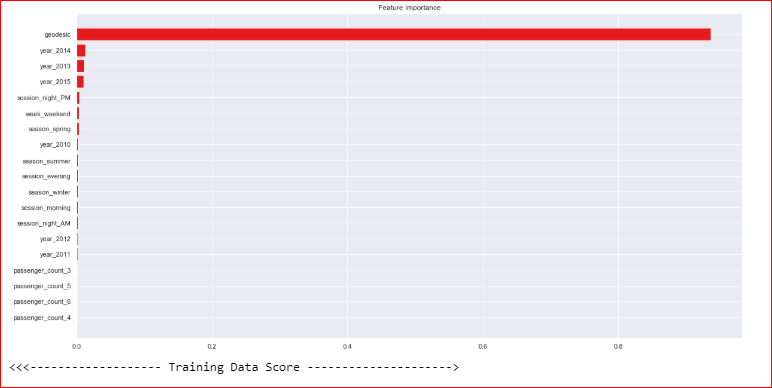 Feature Importance
geodesic
year_2014
year_2013
year_2015
session_night_PM
week_weekend
season_spring
year_2010
season_summer
session_evening
season_winter
session_morning
session_night_AM
year_2012
year_2011
passenger_count_3
passenger_count_5
passenger_count_6
passenger_count_4
0.0 0.2 0.4 0.6 0.8
<<<------------------- Training Data Score --------------------->